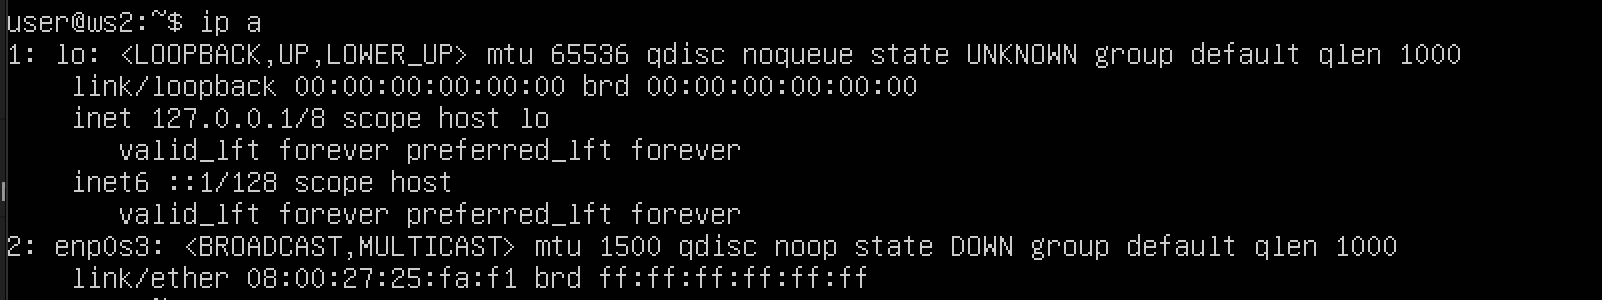 user@ws2:~$ ip a
1: lo: <LOOPBACK,UP,LOWER_UP> mtu 65536 qdisc noqueue state UNKNOWN group default qlen 1000
    link/loopback 00:00:00:00:00:00 brd 00:00:00:00:00:00
    inet 127.0.0.1/8 scope host lo
       valid_lft forever preferred_lft forever
    inet6 ::1/128 scope host
       valid_lft forever preferred_lft forever
2: enp0s3: <BROADCAST,MULTICAST> mtu 1500 qdisc noop state DOWN group default qlen 1000
    link/ether 08:00:27:25:fa:f1 brd ff:ff:ff:ff:ff:ff